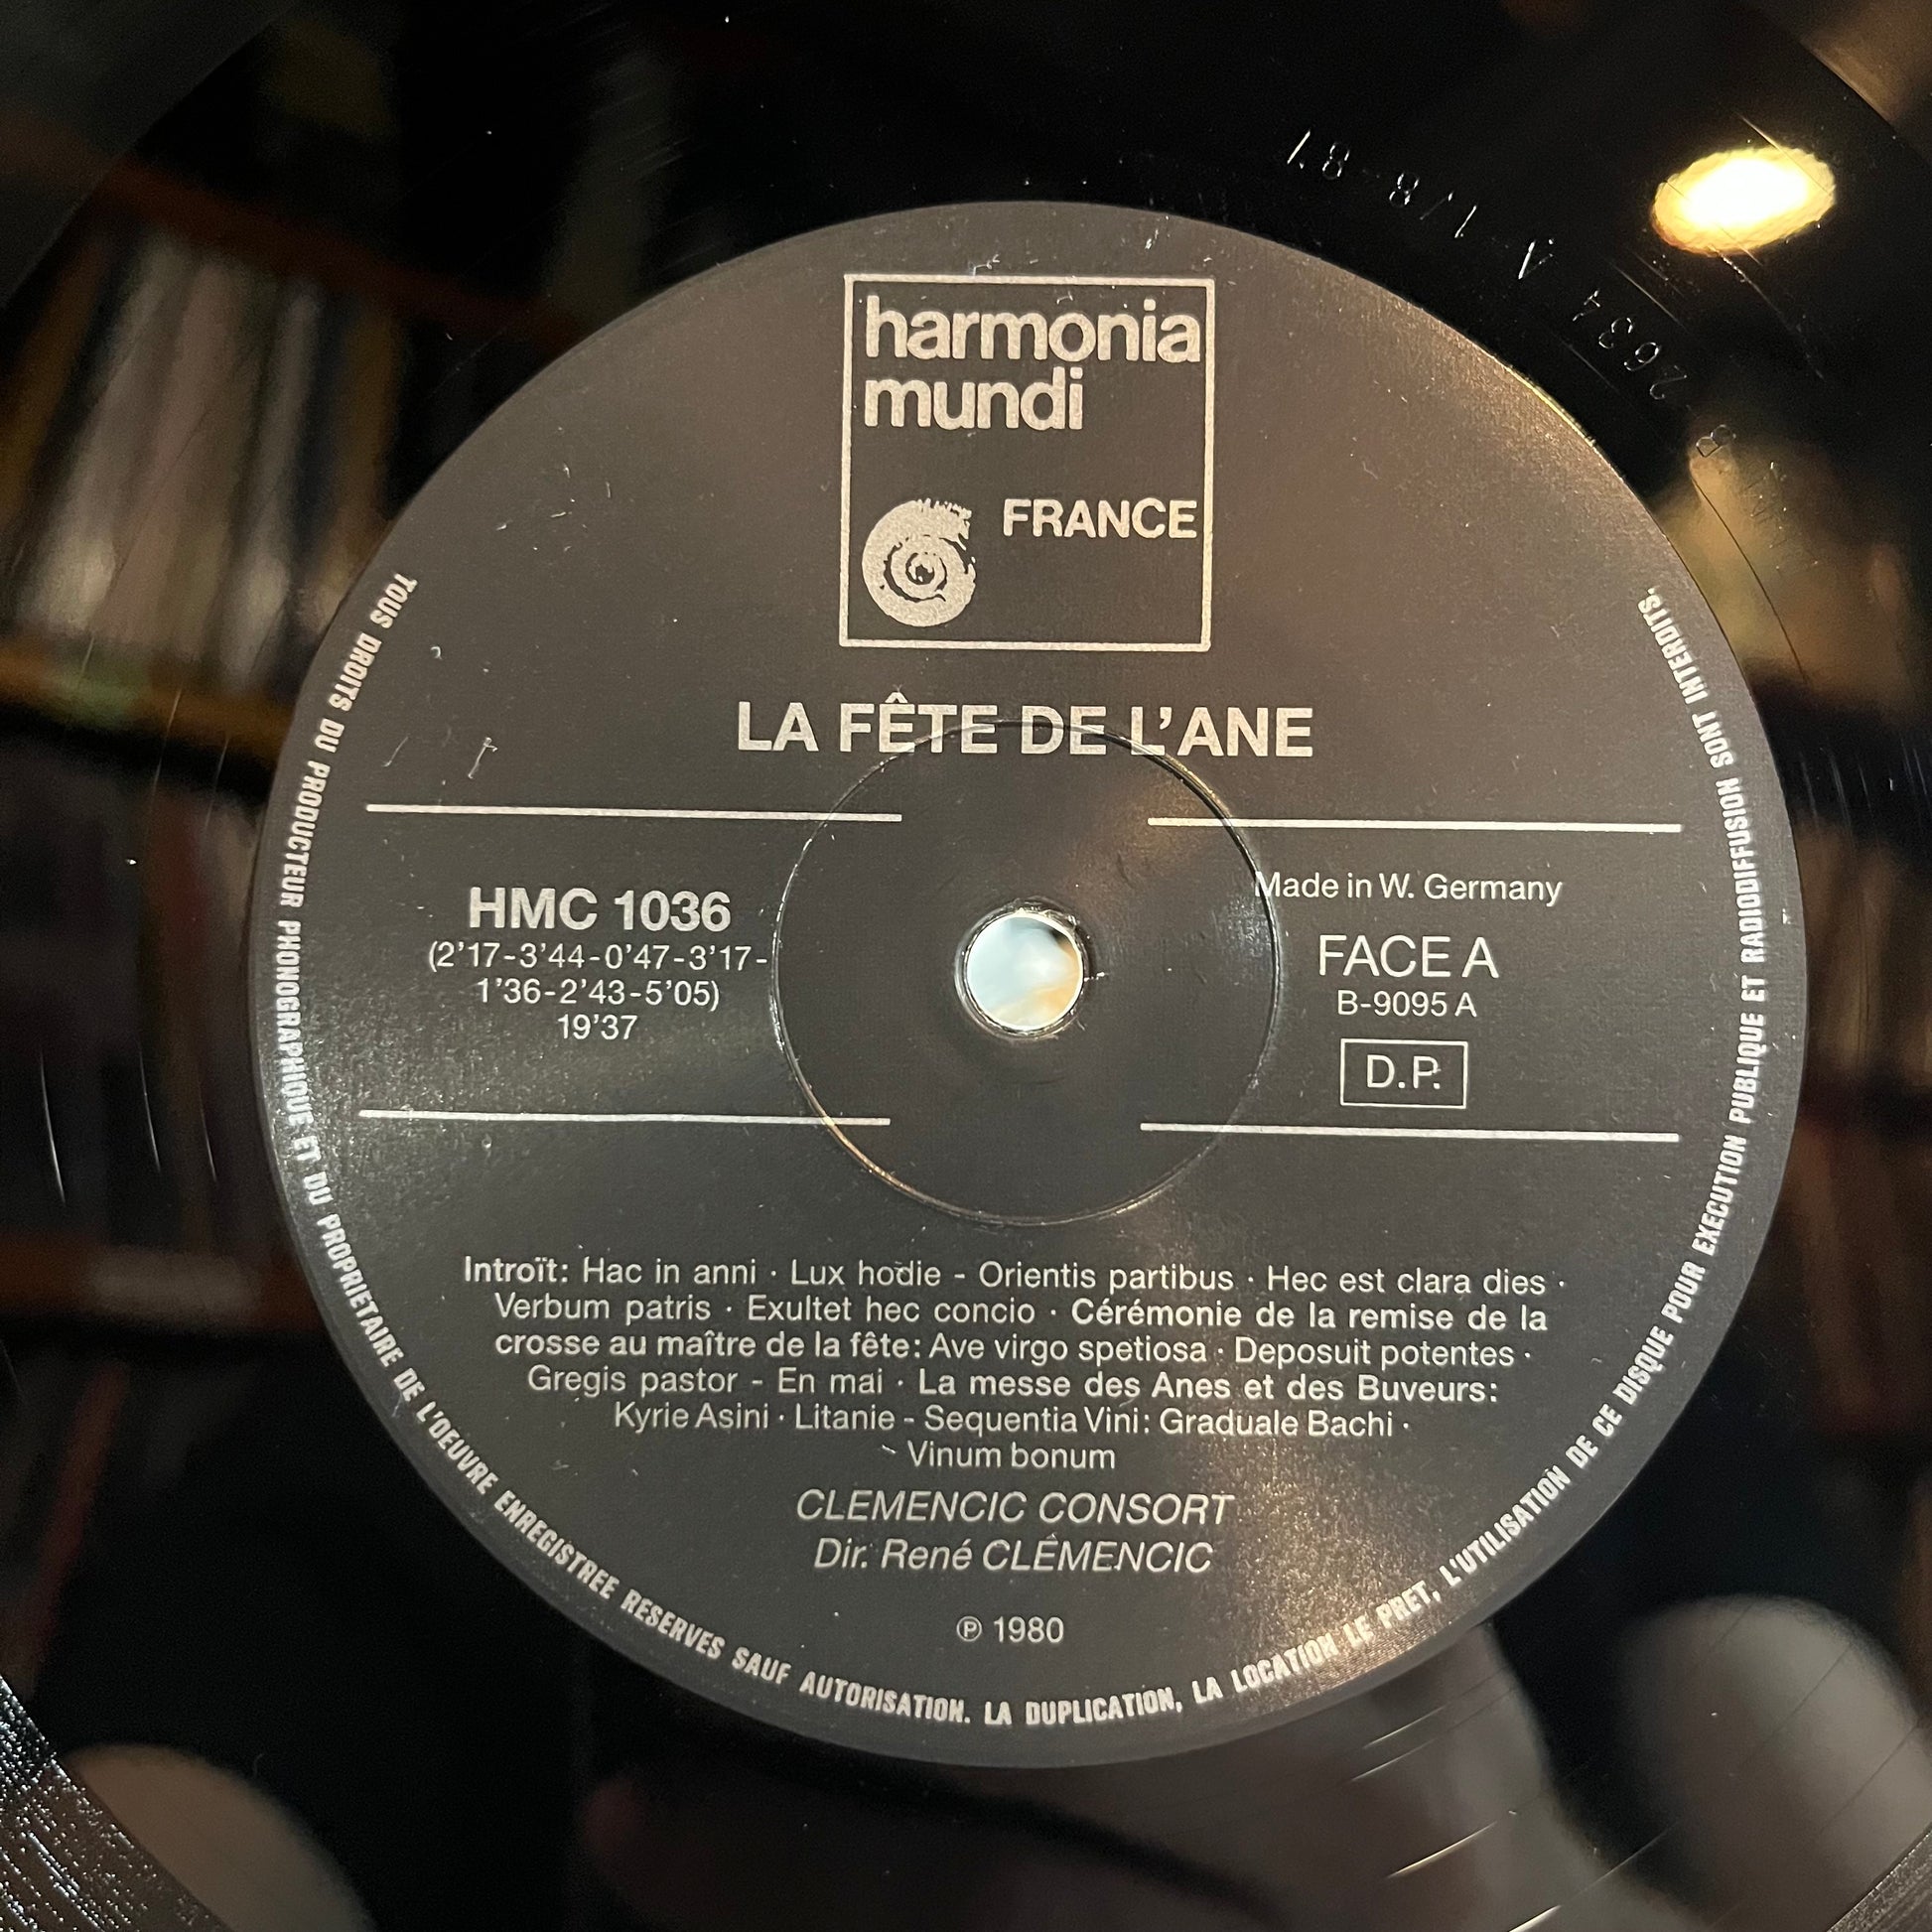 harmonia
mundi
FRANCE
LA FÊTE DE L'ANE
HMC 1036
(2'17-3'44-0'47-3'17-
1'36-2'43-5'05)
19'37
Made in W. Germany
FACE A
B-9095 A
D.P.
Introït: Hac in anni · Lux hodie - Orientis partibus · Hec est clara dies ·
Verbum patris · Exultet hec concio · Cérémonie de la remise de la
crosse au maître de la fête: Ave virgo spetiosa · Deposuit potentes ·
Gregis pastor - En mai · La messe des Anes et des Buveurs:
Kyrie Asini · Litanie - Sequentia Vini: Graduale Bachi ·
Vinum bonum
CLEMENCIC CONSORT
Dir. René CLÉMENCIC
℗ 1980
TOUS DROITS DU PRODUCTEUR PHONOGRAPHIQUE ET DU PROPRIETAIRE DE L'OEUVRE ENREGISTREE RESERVES SAUF AUTORISATION. LA DUPLICATION, LA LOCATION LE PRET, L'UTILISATION DE CE DISQUE POUR EXECUTION PUBLIQUE ET RADIODIFFUSION SONT INTERDITS.
2634